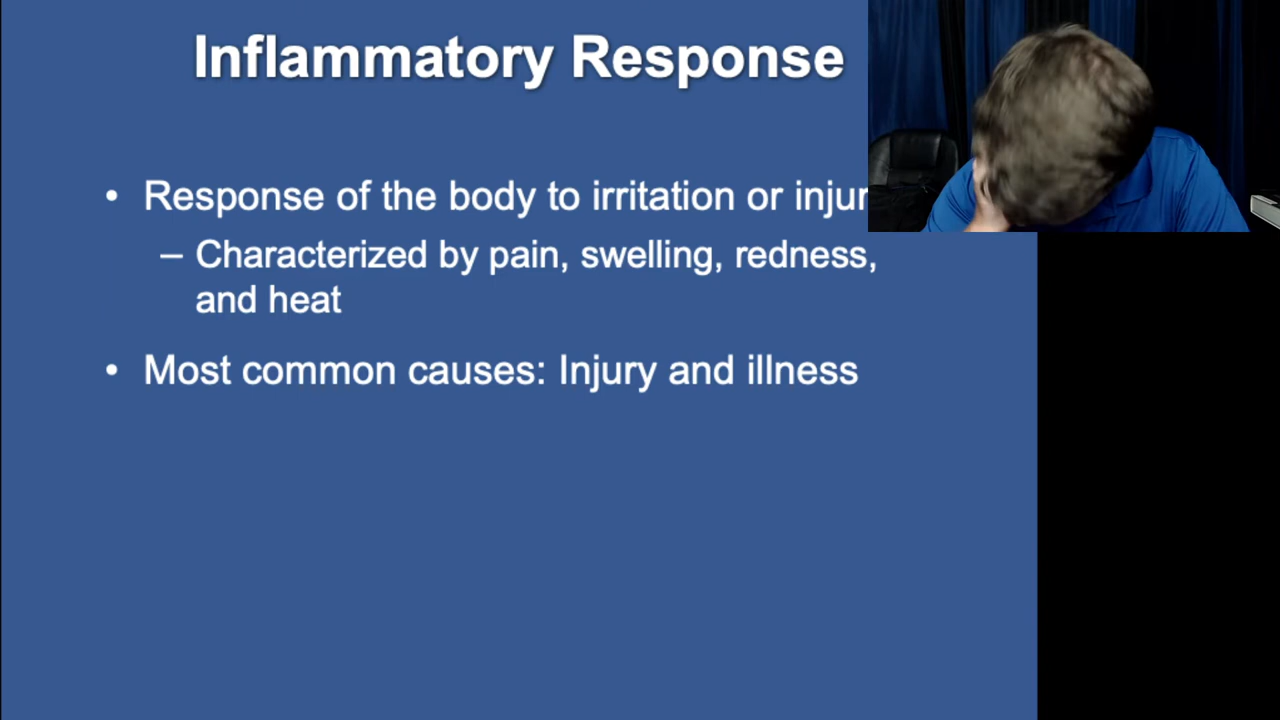 Inflammatory Response
• Response of the body to irritation or
– Characterized by pain, swelling, redness,
and heat
• Most common causes: Injury and illness